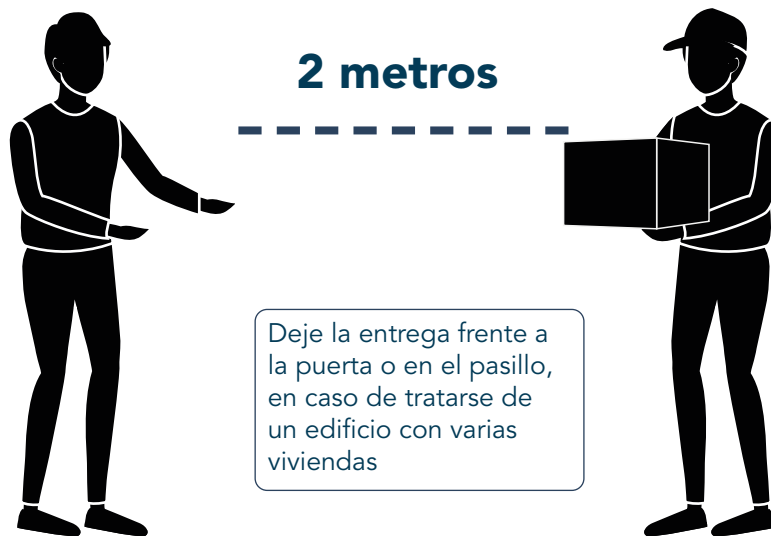 2 metros
Deje la entrega frente a
la puerta o en el pasillo,
en caso de tratarse de
un edificio con varias
viviendas